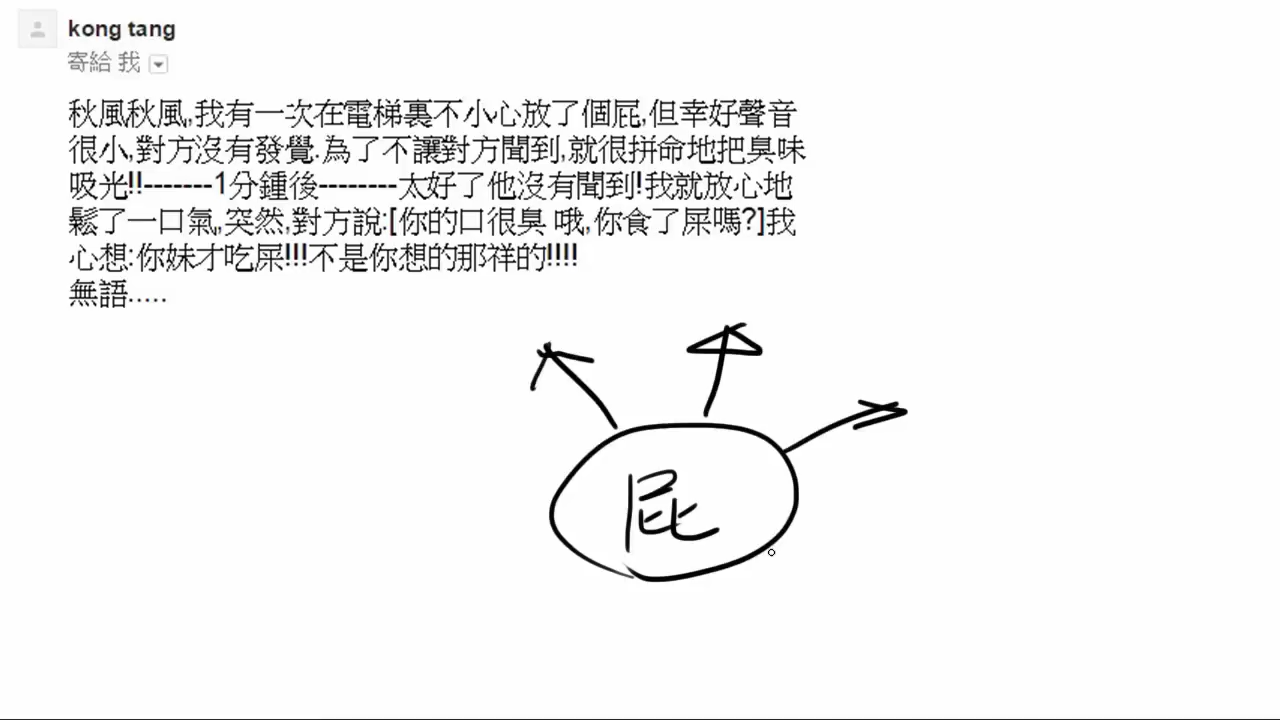 kong tang
寄給 我
秋風秋風,我有一次在電梯裏不小心放了個屁,但幸好聲音
很小,對方沒有發覺.為了不讓對方聞到,就很拼命地把臭味
吸光!!-------1分鍾後--------太好了他沒有聞到!我就放心地
鬆了一口氣,突然,對方說:[你的口很臭 哦,你食了屎嗎?]我
心想:你妹才吃屎!!!不是你想的那祥的!!!!
無語.....
屁